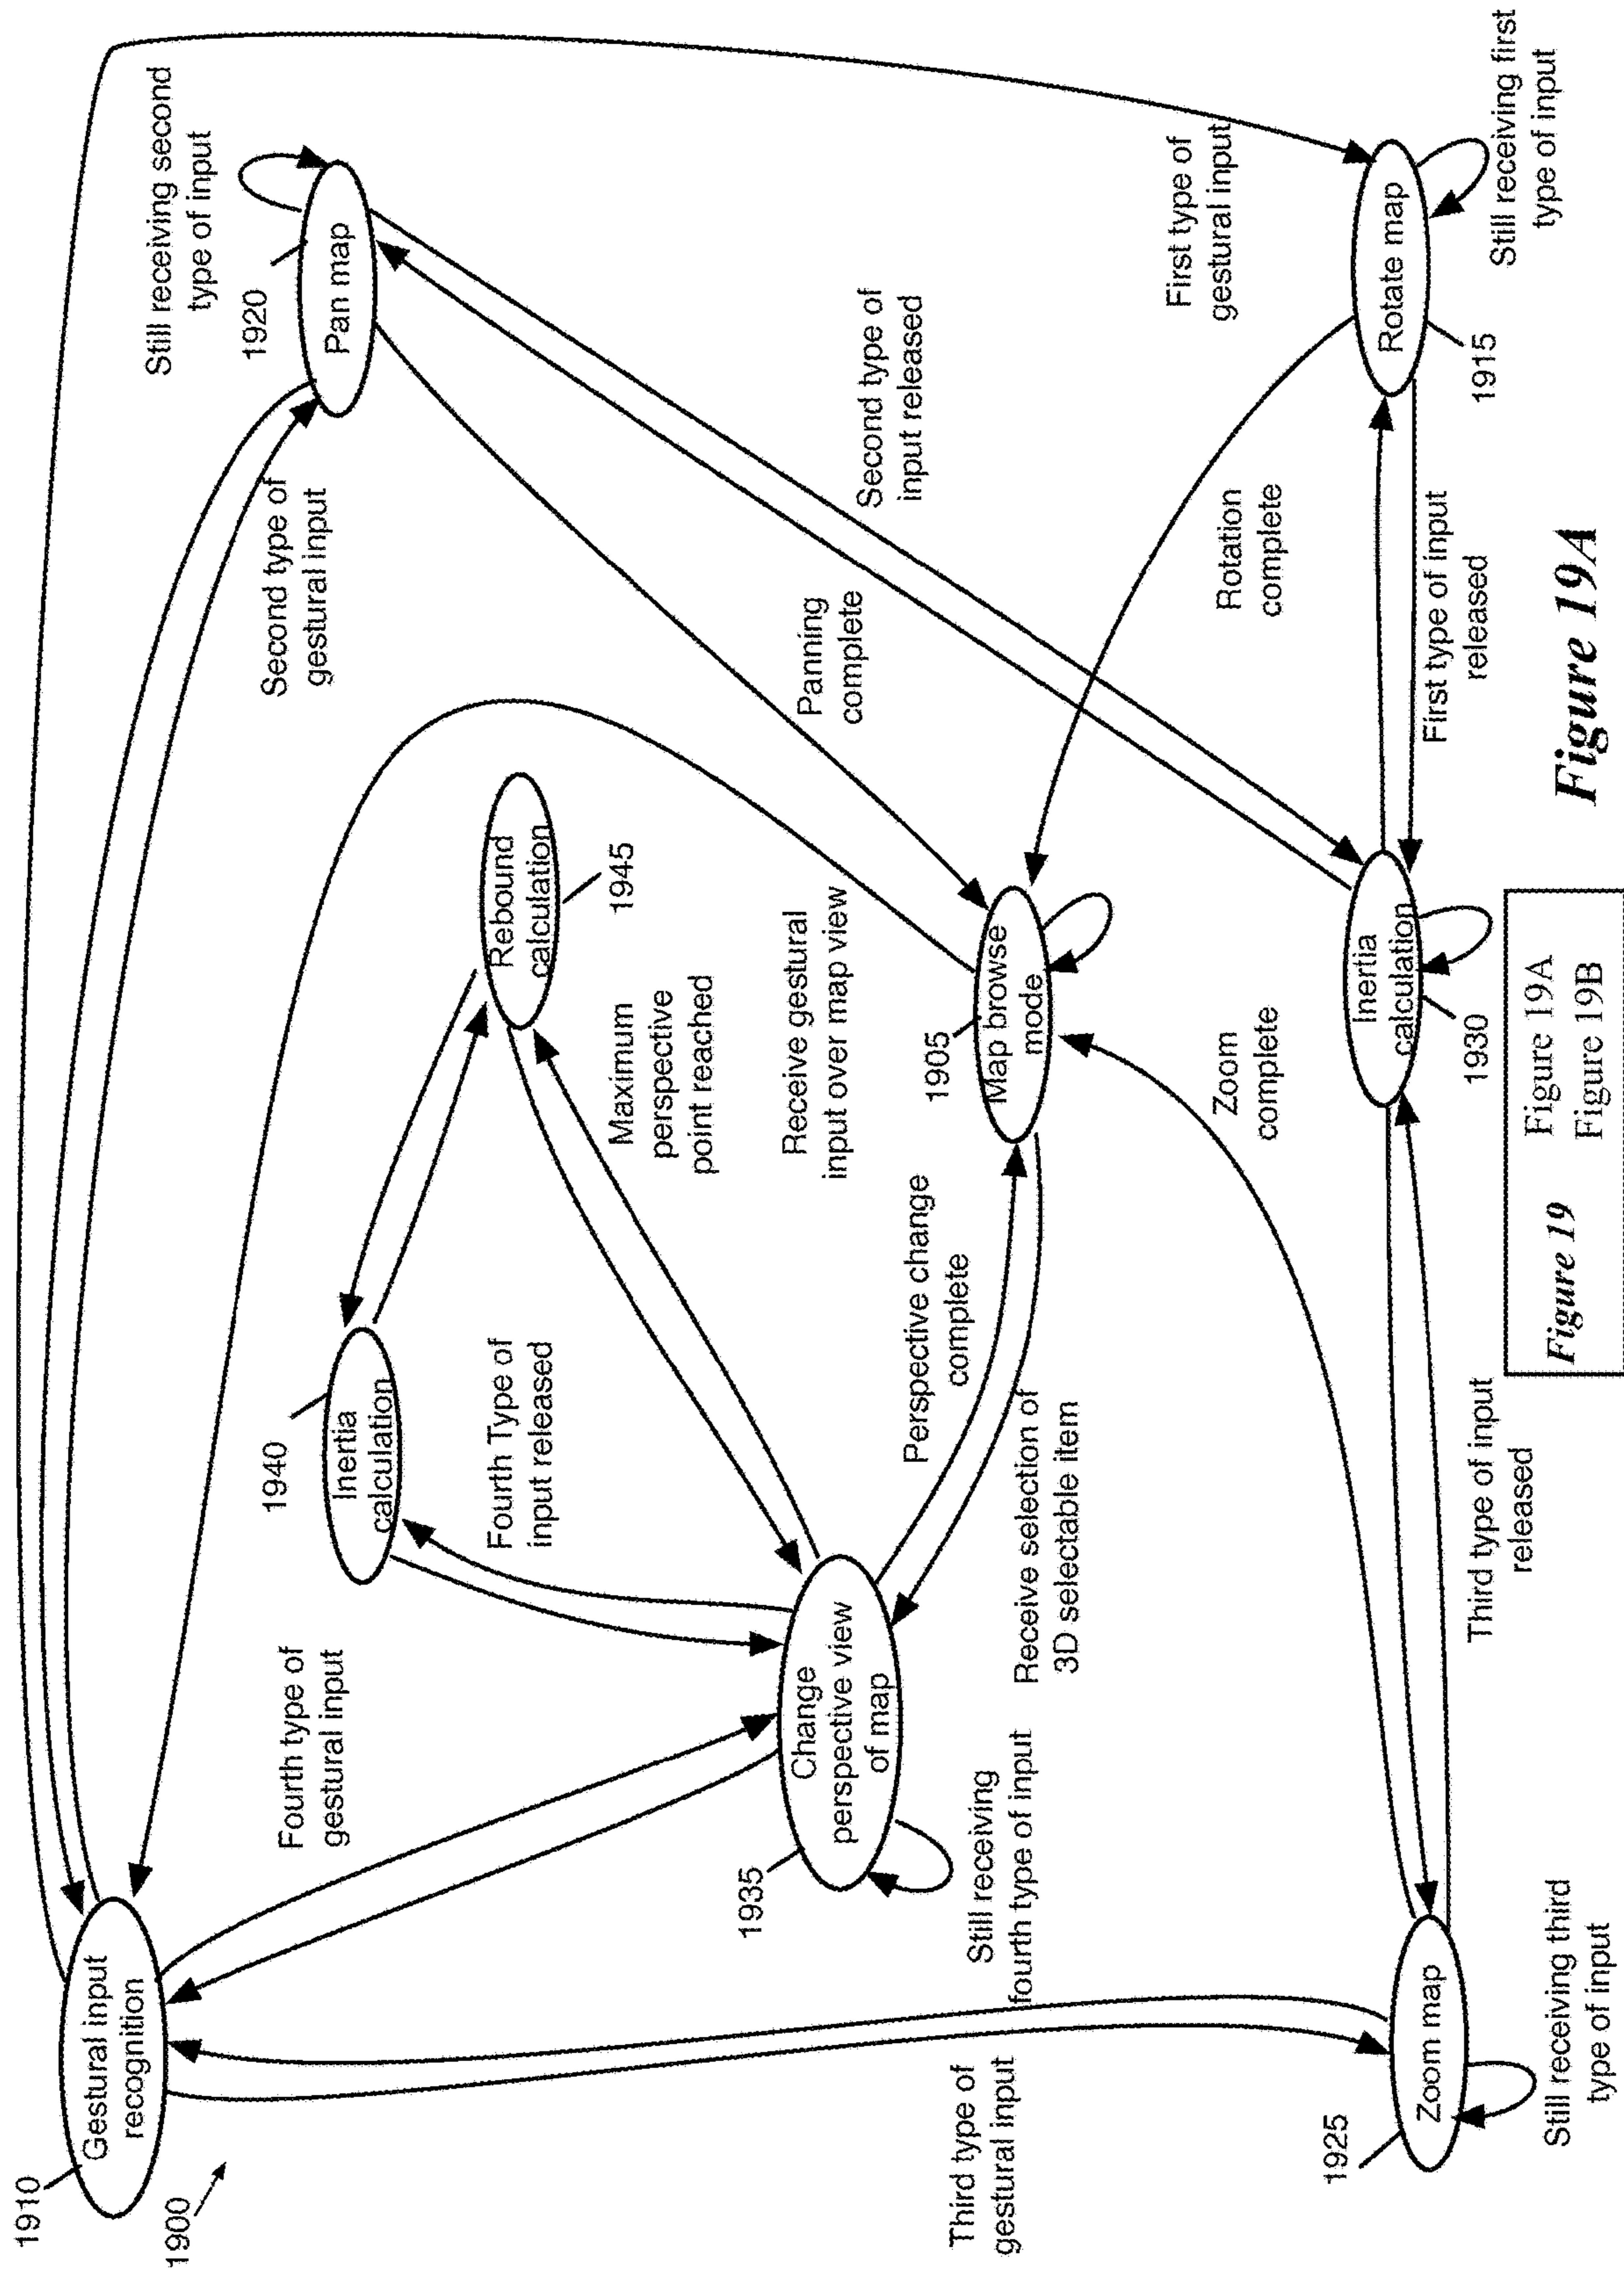 1910
Gestural input
recognition
1900
Fourth type of
gestural input
Second type of
gestural input
Still receiving second
type of input
1920
Pan map
1940
Inertia
calculation
Fourth Type of
input released
Rebound
calculation
1945
Maximum
perspective
point reached
1935
Change
perspective view
of map
Still receiving
fourth type of input
Receive gestural
input over map view
Panning
complete
Second type of
input released
Perspective change
complete
Receive selection of
3D selectable item
1905
Map browse
mode
Third type of
gestural input
Zoom
complete
Rotation
complete
First type of
gestural input
1925
Zoom map
Still receiving third
type of input
Third type of input
released
Inertia
calculation
1930
First type of input
released
Rotate map
1915
Still receiving first
type of input
Figure 19
Figure 19A
Figure 19B
Figure 19A